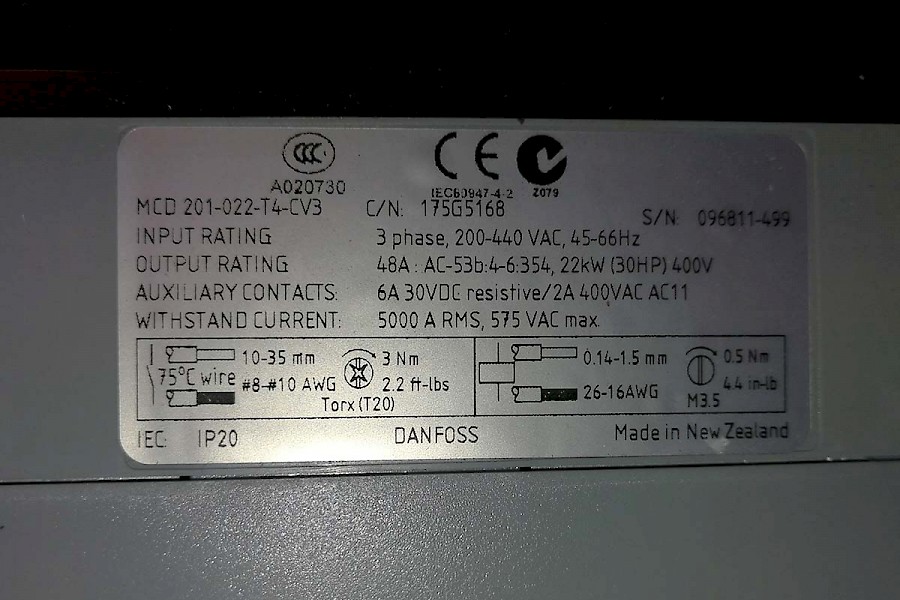 CCC CE
A020730 IEC60947-4-2 Z079
MCD 201-022-T4-CV3 C/N: 175G5168 S/N: 096811-499
INPUT RATING 3 phase, 200-440 VAC, 45-66Hz
OUTPUT RATING 48A : AC-53b:4-6:354, 22kW (30HP) 400V
AUXILIARY CONTACTS: 6A 30VDC resistive/2A 400VAC AC11
WITHSTAND CURRENT: 5000 A RMS, 575 VAC max.
10-35 mm 3 Nm 0.14-1.5 mm 0.5 Nm
75°C wire #8-#10 AWG 2.2 ft-lbs 26-16AWG 4.4 in-lb
Torx (T20) M3.5
IEC: IP20 DANFOSS Made in New Zealand